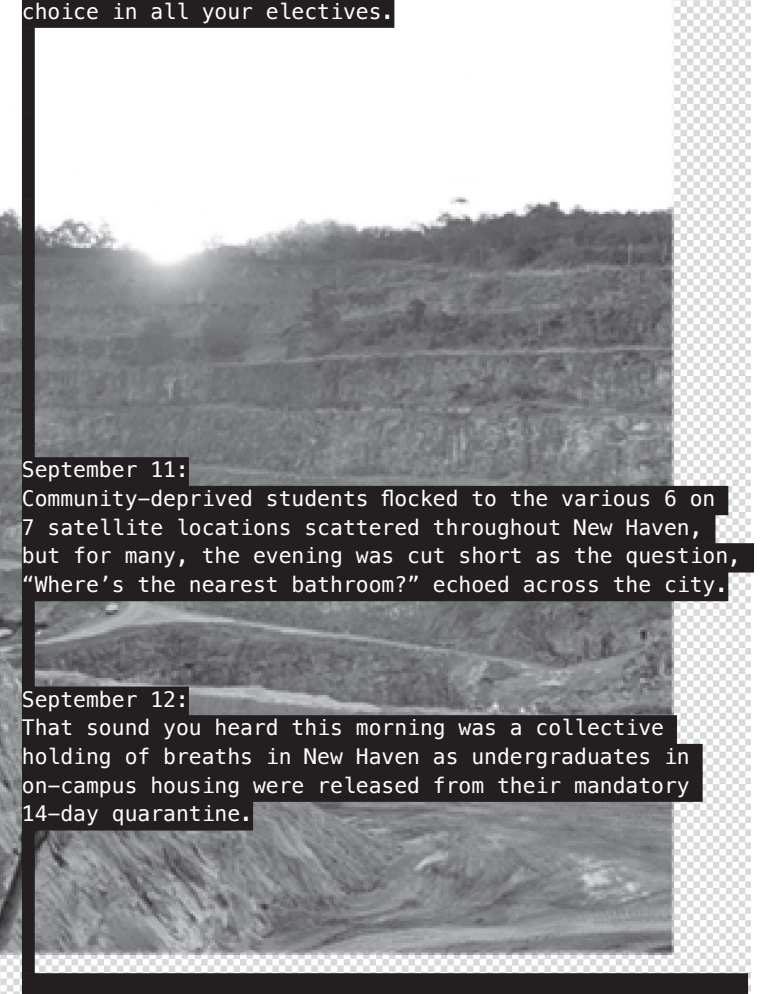 choice in all your electives.
September 11:
Community–deprived students flocked to the various 6 on
7 satellite locations scattered throughout New Haven,
but for many, the evening was cut short as the question,
“Where’s the nearest bathroom?” echoed across the city.
September 12:
That sound you heard this morning was a collective
holding of breaths in New Haven as undergraduates in
on–campus housing were released from their mandatory
14–day quarantine.